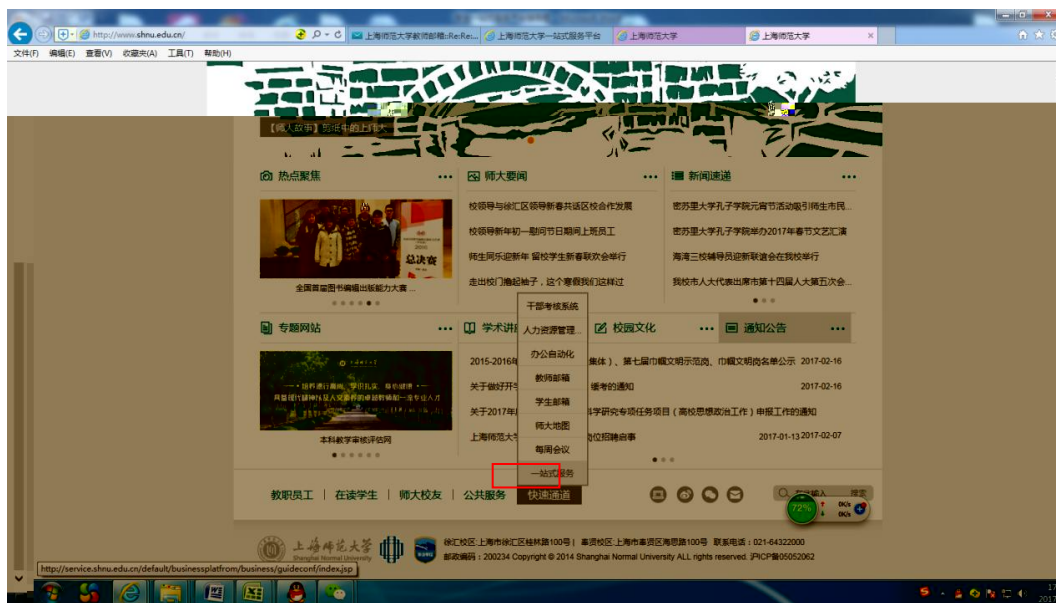 http://www.shnu.edu.cn/
上海师范大学教师邮箱::Re:Re:...
上海师范大学一站式服务平台
上海师范大学
上海师范大学
文件(F) 编辑(E) 查看(V) 收藏夹(A) 工具(T) 帮助(H)
热点聚焦
师大要闻
新闻速递
总决赛
全国首届图书编辑出版能力大赛 ...
校领导与徐汇区领导新春共话区校合作发展
校领导新年初一慰问节日期间上班员工
师生同乐迎新年 留校学生新春联欢会举行
走出校门撸起袖子,这个寒假我们这样过
密苏里大学孔子学院元宵节活动吸引师生市民...
密苏里大学孔子学院举办2017年春节文艺汇演
海湾三校辅导员迎新联谊会在我校举行
我校市人大代表出席市第十四届人大第五次会...
干部考核系统
人力资源管理...
办公自动化
教师邮箱
学生邮箱
师大地图
每周会议
一站式服务
专题网站
学术讲
校园文化
通知公告
本科教学审核评估网
2015-2016年
集体)、第七届巾帼文明示范岗、巾帼文明岗名单公示 2017-02-16
关于做好开学
缓考的通知 2017-02-16
关于2017年
科学研究专项任务项目(高校思想政治工作)申报工作的通知
上海师范大学
岗位招聘启事 2017-01-13 2017-02-07
教职员工 | 在读学生 | 师大校友 | 公共服务 快速通道
搜索
72%
0K/s
0K/s
上海师范大学
Shanghai Normal University
徐汇校区:上海市徐汇区桂林路100号 | 奉贤校区:上海市奉贤区海思路100号 联系电话:021-64322000
邮政编码:200234 Copyright © 2014 Shanghai Normal University ALL rights reserved. 沪ICP备05052062
http://service.shnu.edu.cn/default/businessplatfrom/business/guideconf/index.jsp